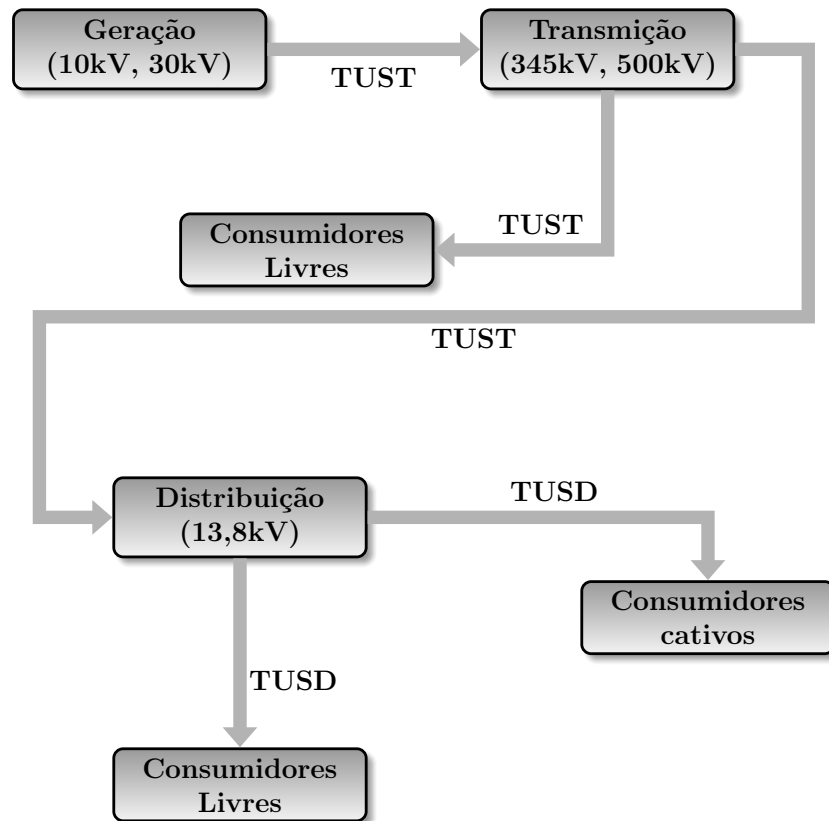 Geração
(10kV, 30kV)
TUST
Transmição
(345kV, 500kV)
TUST
Consumidores
Livres
TUST
Distribuição
(13,8kV)
TUSD
Consumidores
cativos
TUSD
Consumidores
Livres